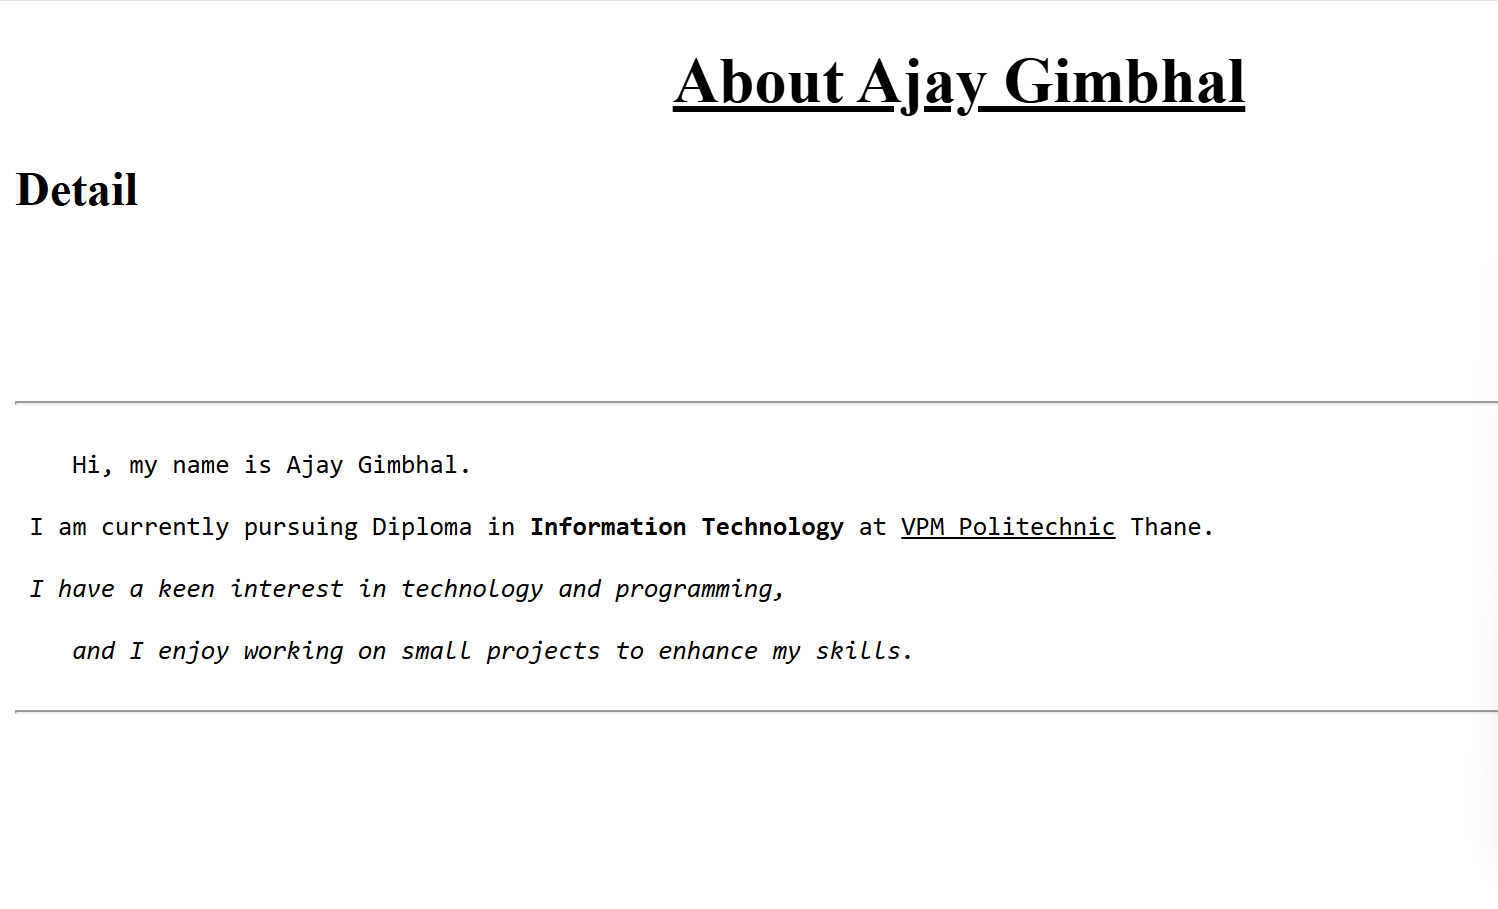 About Ajay Gimbhal
Detail
Hi, my name is Ajay Gimbhal.
I am currently pursuing Diploma in Information Technology at VPM Politechnic Thane.
I have a keen interest in technology and programming,
and I enjoy working on small projects to enhance my skills.